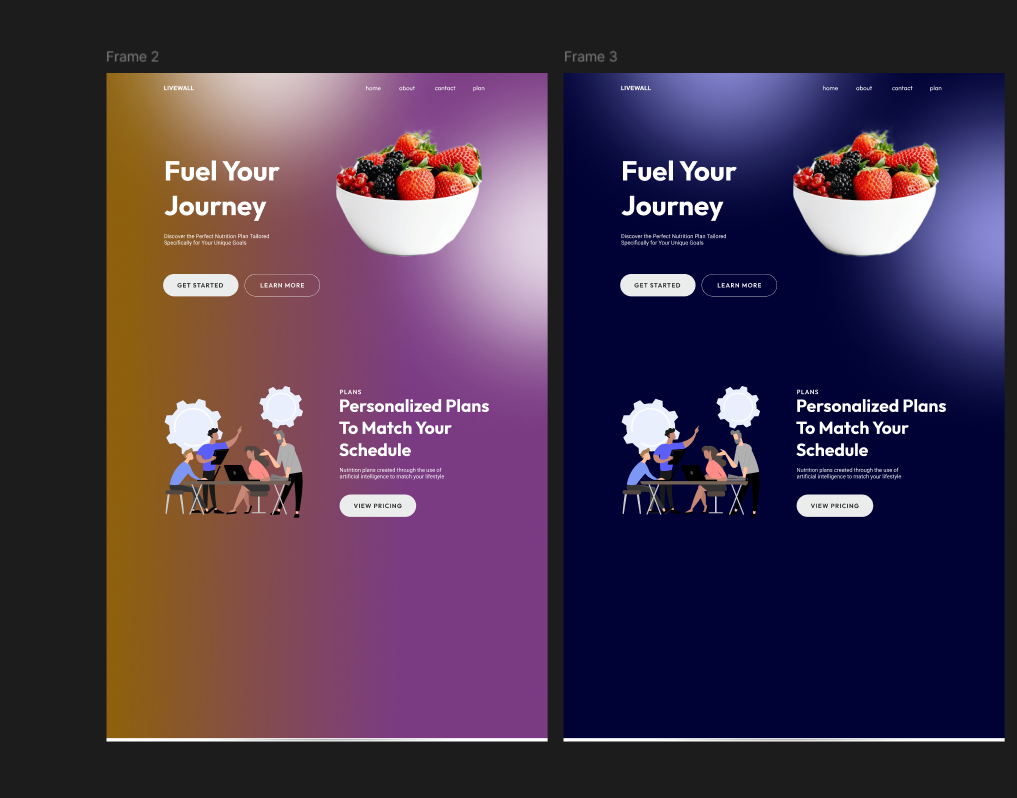 Frame 2
LIVEWALL
home about contact plan
Fuel Your
Journey
Discover the Perfect Nutrition Plan Tailored
Specifically for Your Unique Goals
GET STARTED LEARN MORE
PLANS
Personalized Plans
To Match Your
Schedule
Nutrition plans created through the use of
artificial intelligence to match your lifestyle
VIEW PRICING
Frame 3
LIVEWALL
home about contact plan
Fuel Your
Journey
Discover the Perfect Nutrition Plan Tailored
Specifically for Your Unique Goals
GET STARTED LEARN MORE
PLANS
Personalized Plans
To Match Your
Schedule
Nutrition plans created through the use of
artificial intelligence to match your lifestyle
VIEW PRICING